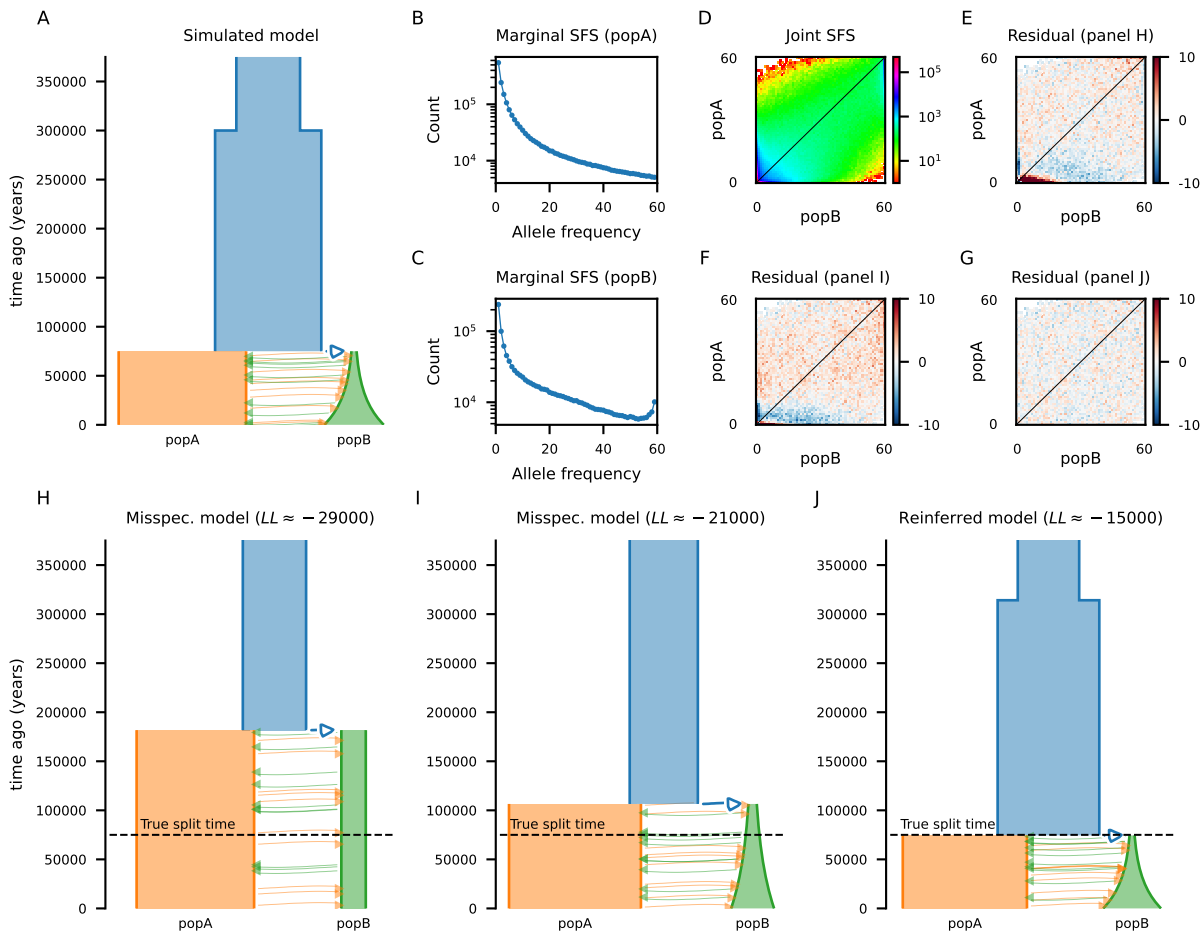 A
Simulated model
time ago (years)
350000
300000
250000
200000
150000
100000
50000
0
popA
popB
B
Marginal SFS (popA)
Count
10^5
10^4
0
20
40
60
Allele frequency
C
Marginal SFS (popB)
Count
10^5
10^4
0
20
40
60
Allele frequency
D
Joint SFS
popA
60
0
0
60
popB
10^5
10^3
10^1
E
Residual (panel H)
popA
60
0
0
60
popB
10
0
-10
F
Residual (panel I)
popA
60
0
0
60
popB
10
0
-10
G
Residual (panel J)
popA
60
0
0
60
popB
10
0
-10
H
Misspec. model (LL ≈ −29000)
time ago (years)
350000
300000
250000
200000
150000
100000
50000
0
True split time
popA
popB
I
Misspec. model (LL ≈ −21000)
350000
300000
250000
200000
150000
100000
50000
0
True split time
popA
popB
J
Reinferred model (LL ≈ −15000)
350000
300000
250000
200000
150000
100000
50000
0
True split time
popA
popB